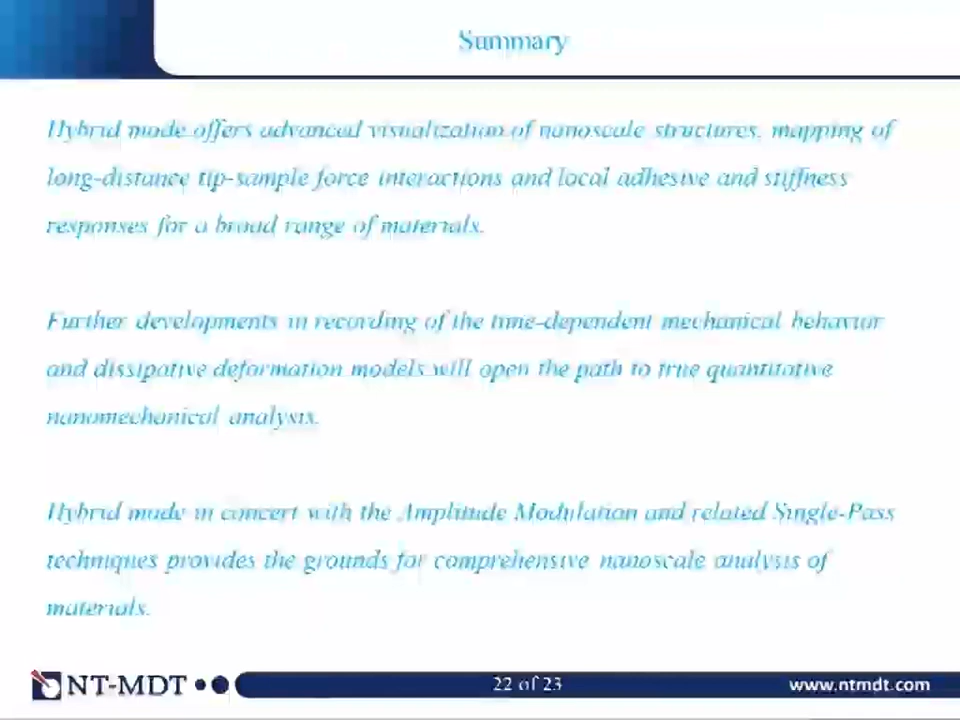 Summary
Hybrid mode offers advanced visualization of nanoscale structures, mapping of
long-distance tip-sample force interactions and local adhesive and stiffness
responses for a broad range of materials.
Further developments in recording of the time-dependent mechanical behavior
and dissipative deformation models will open the path to true quantitative
nanomechanical analysis.
Hybrid mode in concert with the Amplitude Modulation and related Single-Pass
techniques provides the grounds for comprehensive nanoscale analysis of
materials.
NT-MDT
22 of 23
www.ntmdt.com